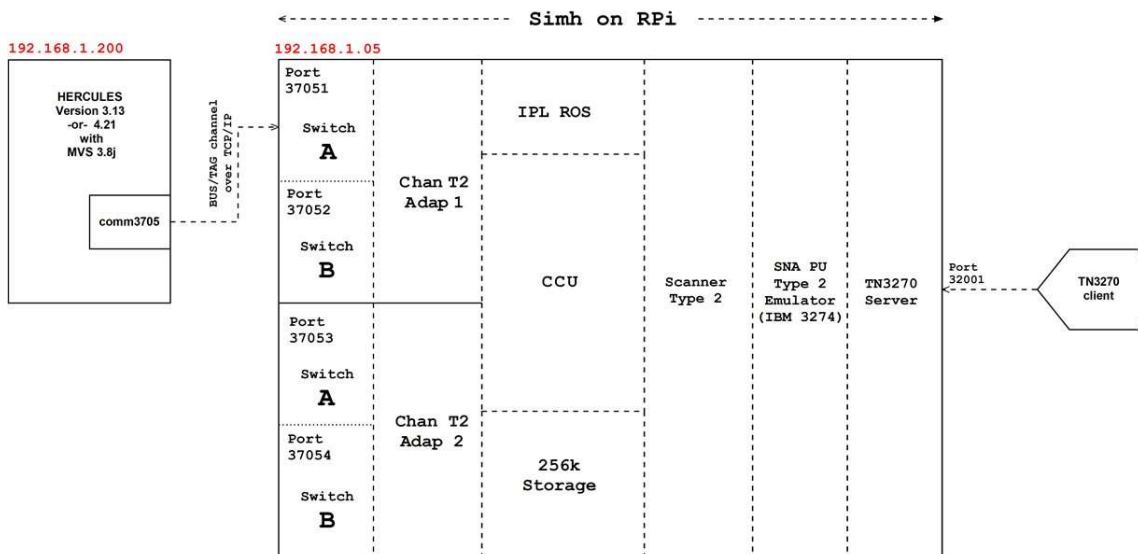 Simh on RPi
192.168.1.200
192.168.1.05
HERCULES
Version 3.13
-or- 4.21
with
MVS 3.8j
comm3705
BUS/TAG channel
over TCP/IP
Port
37051
Switch
A
Port
37052
Switch
B
Port
37053
Switch
A
Port
37054
Switch
B
Chan T2
Adap 1
Chan T2
Adap 2
IPL ROS
CCU
256k
Storage
Scanner
Type 2
SNA PU
Type 2
Emulator
(IBM 3274)
TN3270
Server
Port
32001
TN3270
client